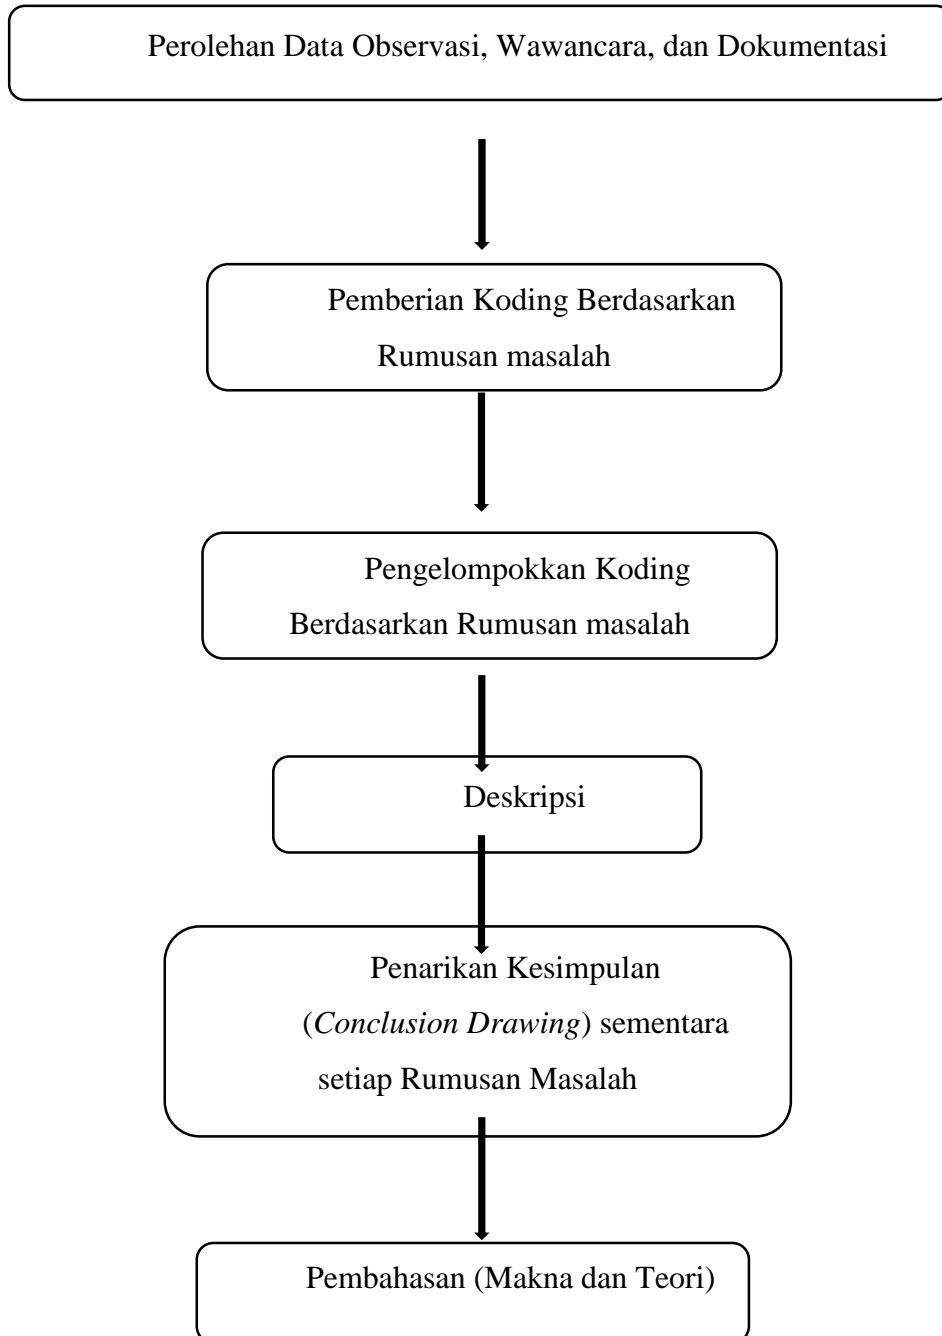 Perolehan Data Observasi, Wawancara, dan Dokumentasi
Pemberian Koding Berdasarkan
Rumusan masalah
Pengelompokkan Koding
Berdasarkan Rumusan masalah
Deskripsi
Penarikan Kesimpulan
(Conclusion Drawing) sementara
setiap Rumusan Masalah
Pembahasan (Makna dan Teori)